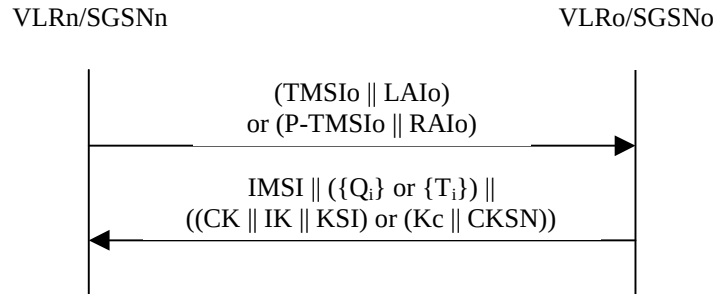 VLRn/SGSNn
VLRo/SGSNo
(TMSIo || LAIo)
or (P-TMSIo || RAIo)
IMSI || ({Qi} or {Ti}) ||
((CK || IK || KSI) or (Kc || CKSN))